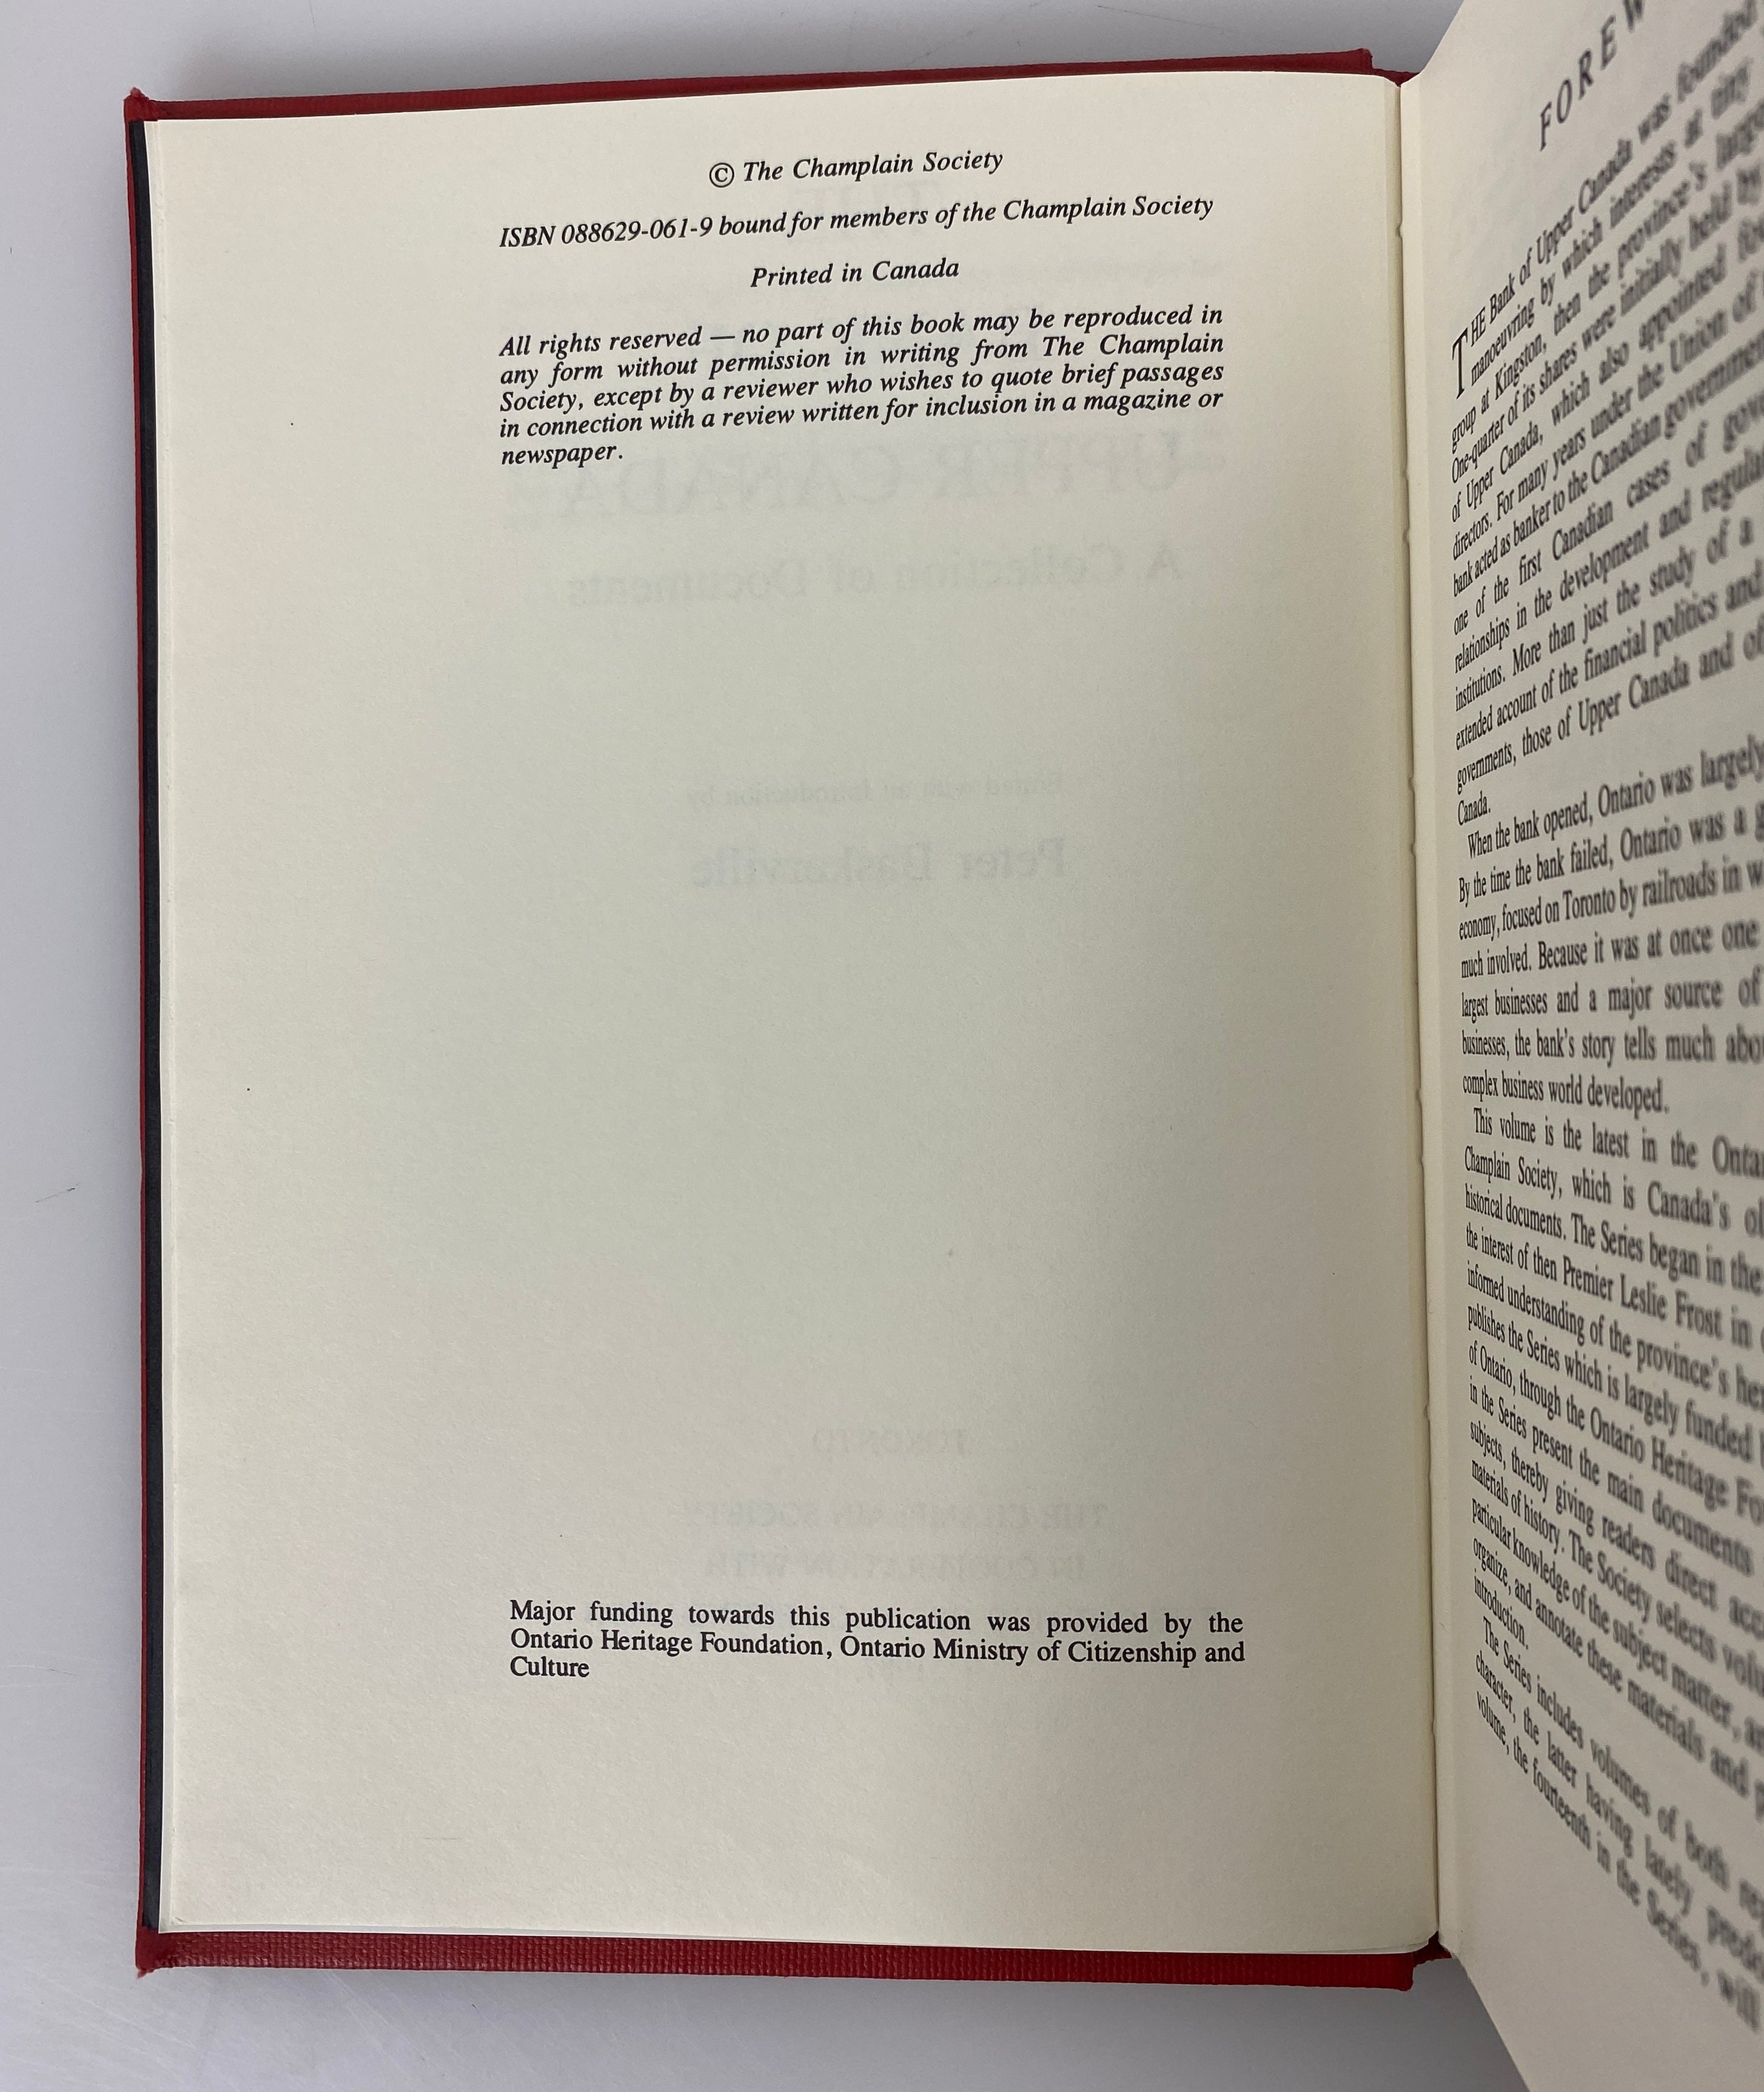 © The Champlain Society
ISBN 088629-061-9 bound for members of the Champlain Society
Printed in Canada
All rights reserved — no part of this book may be reproduced in
any form without permission in writing from The Champlain
Society, except by a reviewer who wishes to quote brief passages
in connection with a review written for inclusion in a magazine or
newspaper.
Major funding towards this publication was provided by the
Ontario Heritage Foundation, Ontario Ministry of Citizenship and
Culture
THE Bank of Upper Canada was founded
manoeuvring by which interests at tiny
group at Kingston, then the province's
One-quarter of its shares were initially held by
of Upper Canada, which also appointed
directors. For many years under the Union of
bank acted as banker to the Canadian
one of the first Canadian cases of
relationships in the development and
institutions. More than just the study of a
extended account of the financial politics and
governments, those of Upper Canada and of
Canada.
When the bank opened, Ontario was largely
By the time the bank failed, Ontario was a
economy, focused on Toronto by railroads in
much involved. Because it was at once one
largest businesses and a major source of
businesses, the bank's story tells much
complex business world developed.
This volume is the latest in the
Champlain Society, which is Canada's
historical documents. The Series began in the
the interest of then Premier Leslie Frost in
informed understanding of the province's
publishes the Series which is largely funded
of Ontario, through the Ontario Heritage
in the Series present the main documents
subjects, thereby giving readers direct
materials of history. The Society selects
particular knowledge of the subject matter,
organize, and annotate these materials and
introduction.
The Series includes volumes of both
character, the latter having lately
volume, the fourteenth in the Series, will